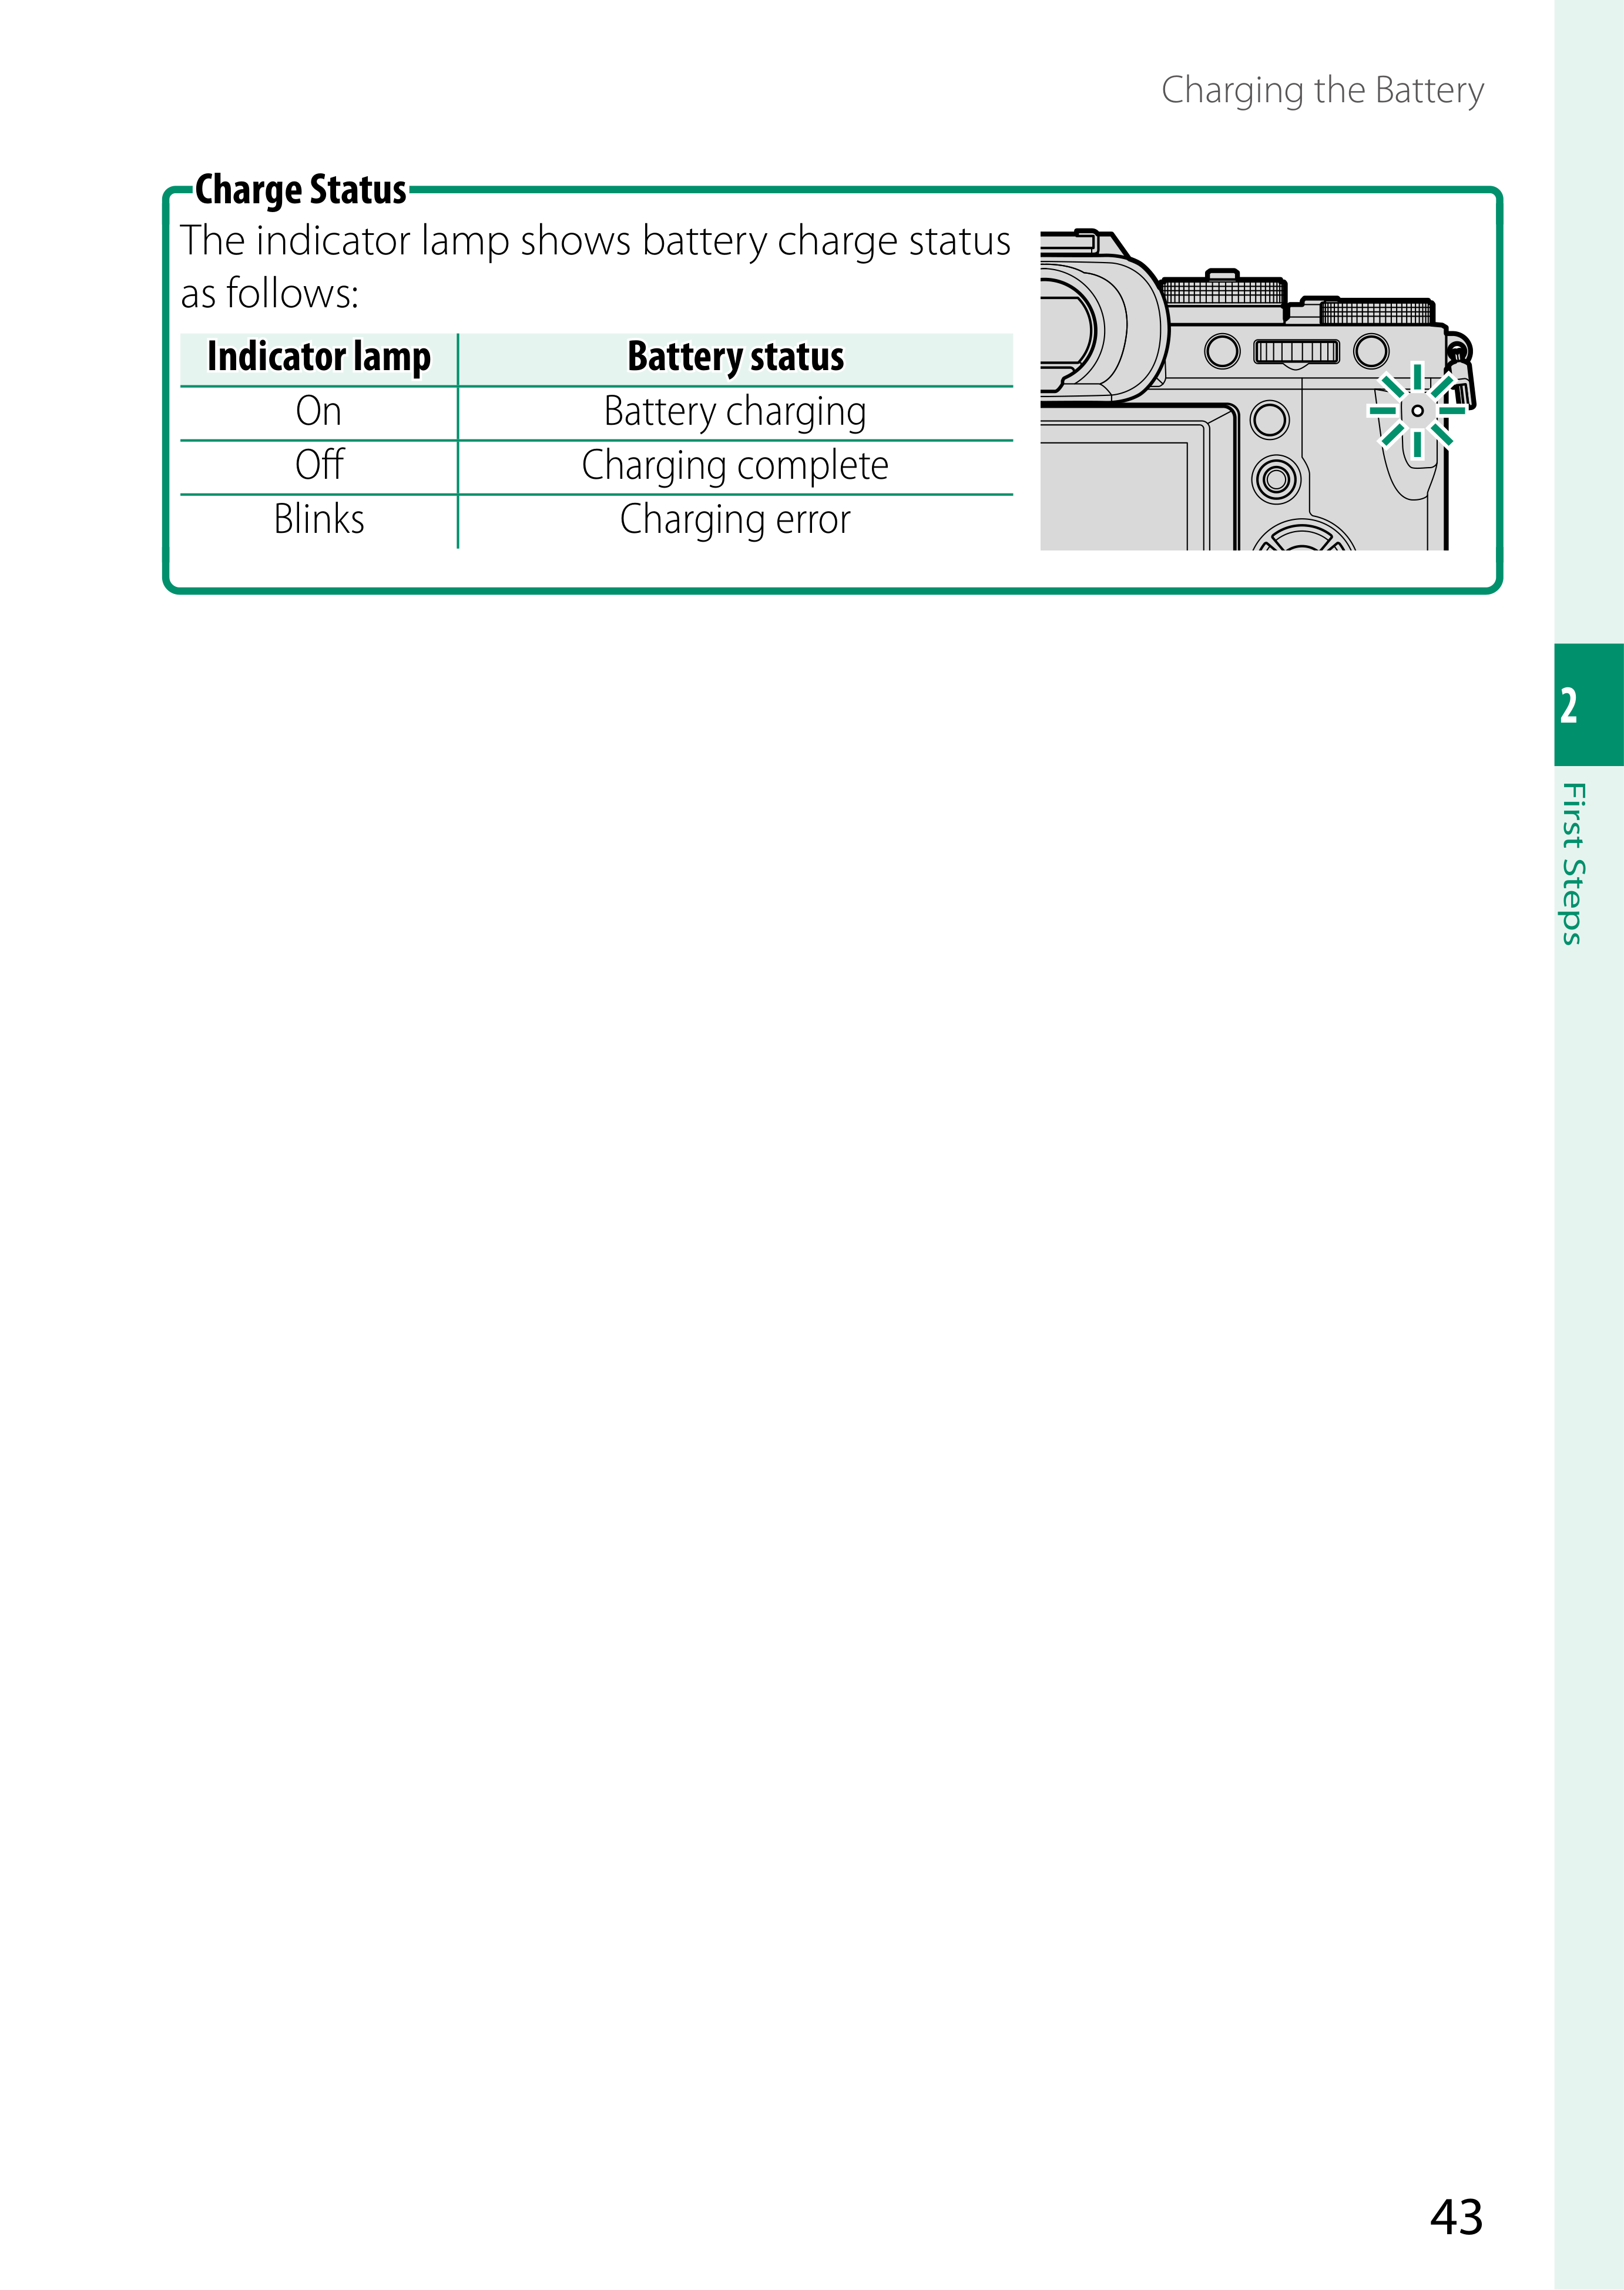 Charging the Battery
Charge Status
The indicator lamp shows battery charge status
as follows:
Indicator lamp Battery status
On Battery charging
Off Charging complete
Blinks Charging error
2
First Steps
43